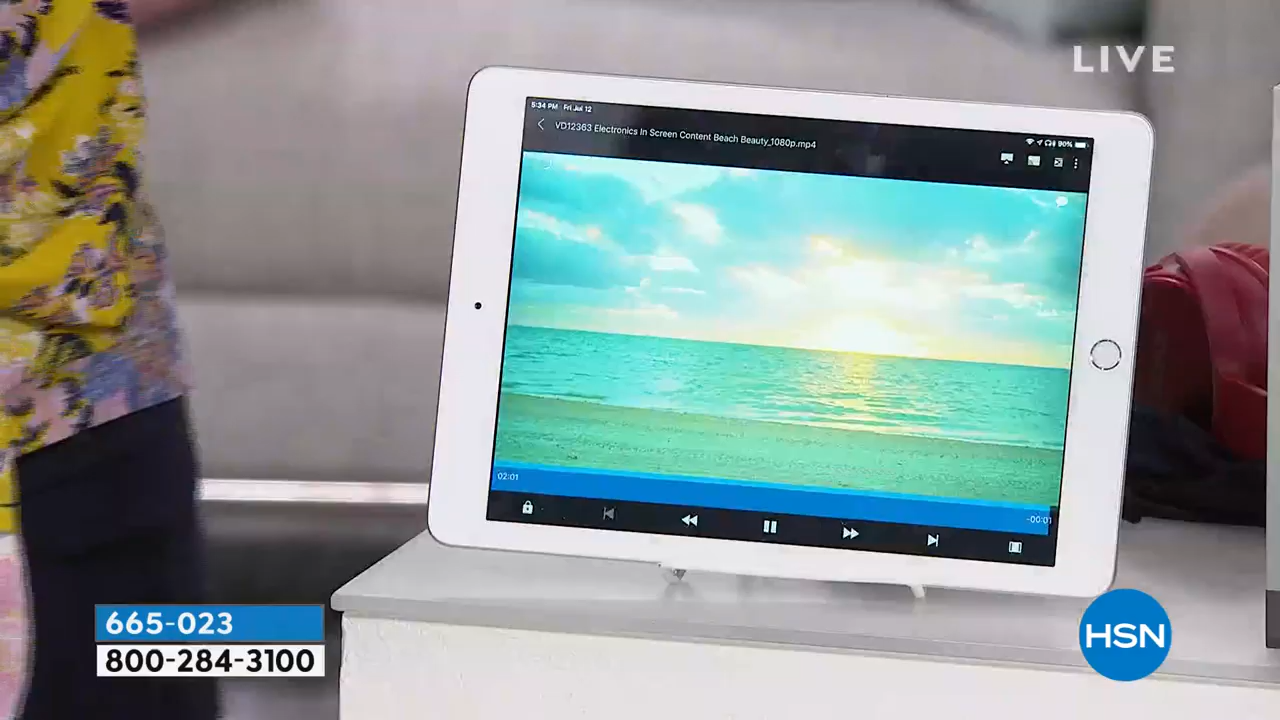 LIVE
5:34 PM Fri Jul 12
90%
VD12363 Electronics In Screen Content Beach Beauty_1080p.mp4
02:01
-00:01
665-023
800-284-3100
HSN